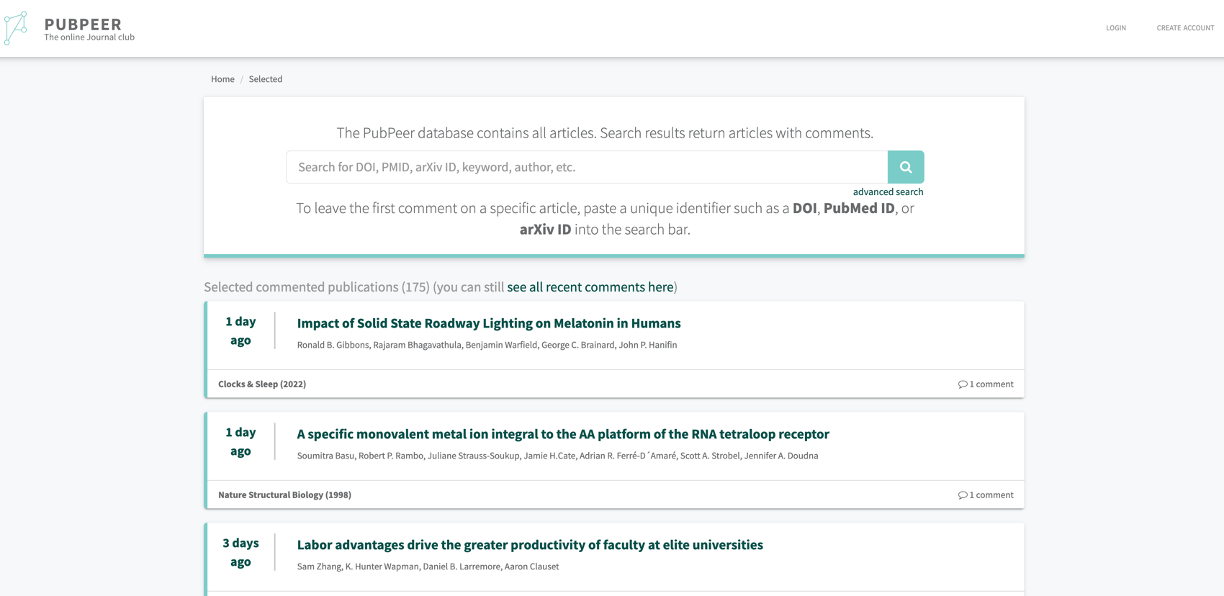 PUBPEER
The online Journal club
LOGIN
CREATE ACCOUNT
Home / Selected
The PubPeer database contains all articles. Search results return articles with comments.
Search for DOI, PMID, arXiv ID, keyword, author, etc.
advanced search
To leave the first comment on a specific article, paste a unique identifier such as a DOI, PubMed ID, or
arXiv ID into the search bar.
Selected commented publications (175) (you can still see all recent comments here)
1 day
ago
Impact of Solid State Roadway Lighting on Melatonin in Humans
Ronald B. Gibbons, Rajaram Bhagavathula, Benjamin Warfield, George C. Brainard, John P. Hanifin
Clocks & Sleep (2022)
1 comment
1 day
ago
A specific monovalent metal ion integral to the AA platform of the RNA tetraloop receptor
Soumitra Basu, Robert P. Rambo, Juliane Strauss-Soukup, Jamie H.Cate, Adrian R. Ferré-D´Amaré, Scott A. Strobel, Jennifer A. Doudna
Nature Structural Biology (1998)
1 comment
3 days
ago
Labor advantages drive the greater productivity of faculty at elite universities
Sam Zhang, K. Hunter Wapman, Daniel B. Larremore, Aaron Clauset